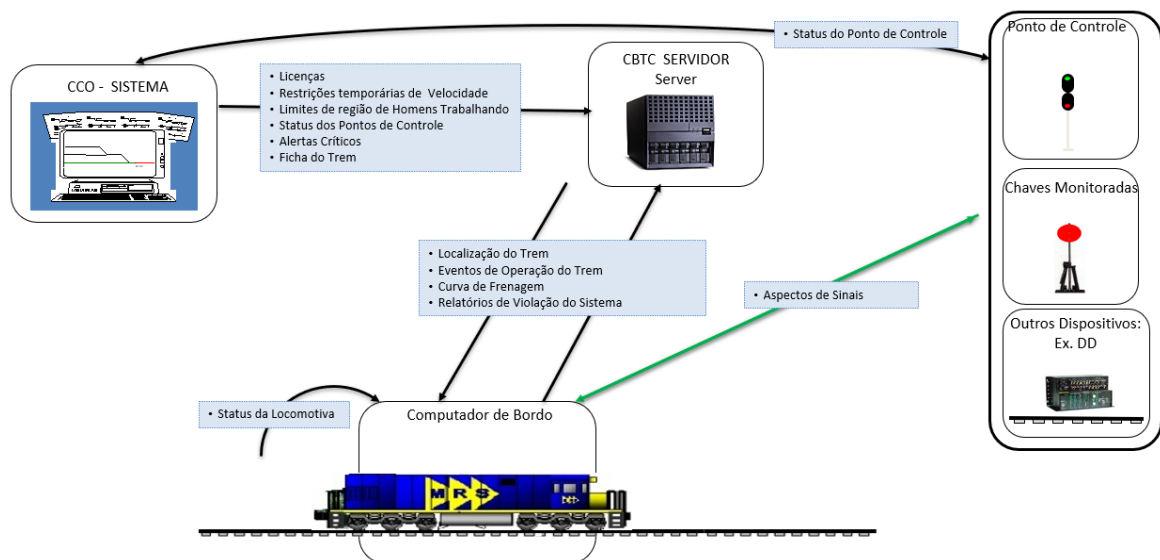 • Status do Ponto de Controle
Ponto de Controle
CCO - SISTEMA
• Licenças
• Restrições temporárias de Velocidade
• Limites de região de Homens Trabalhando
• Status dos Pontos de Controle
• Alertas Críticos
• Ficha do Trem
CBTC SERVIDOR
Server
Chaves Monitoradas
• Localização do Trem
• Eventos de Operação do Trem
• Curva de Frenagem
• Relatórios de Violação do Sistema
• Aspectos de Sinais
Outros Dispositivos:
Ex. DD
• Status da Locomotiva
Computador de Bordo
MRS